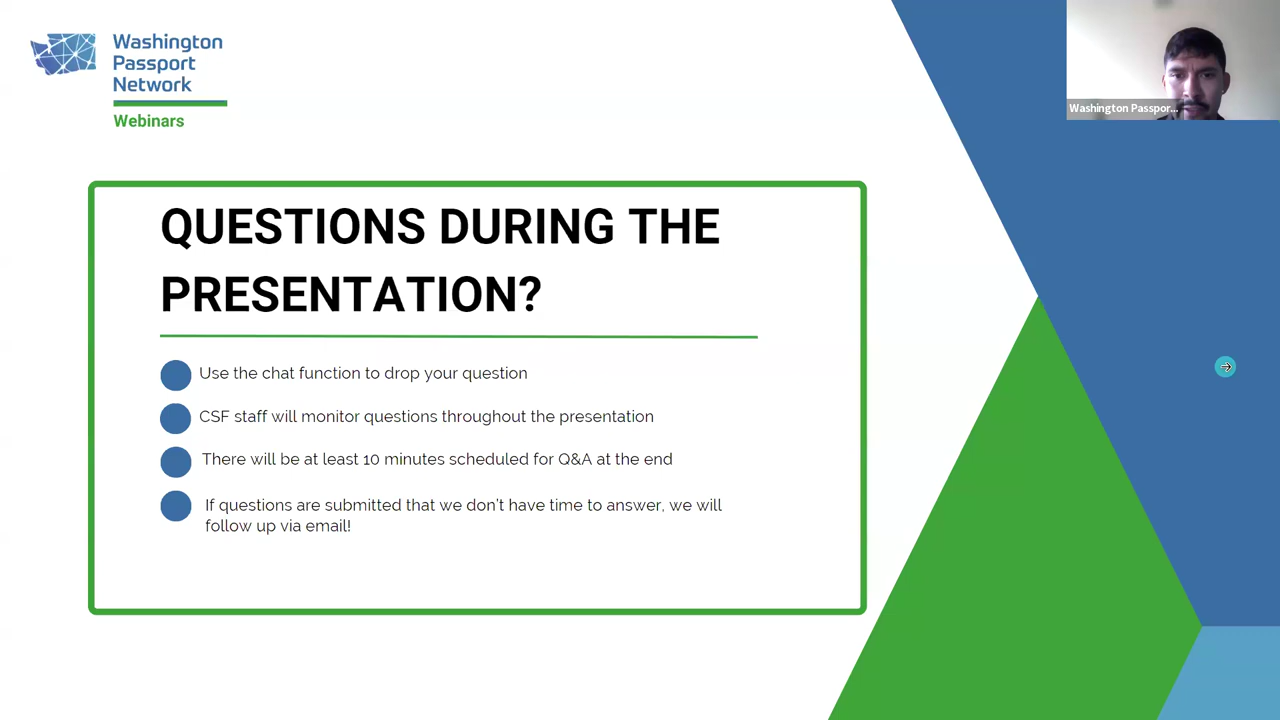 Washington
Passport
Network
Webinars
Washington Passpor...
QUESTIONS DURING THE
PRESENTATION?
Use the chat function to drop your question
CSF staff will monitor questions throughout the presentation
There will be at least 10 minutes scheduled for Q&A at the end
If questions are submitted that we don't have time to answer, we will
follow up via email!